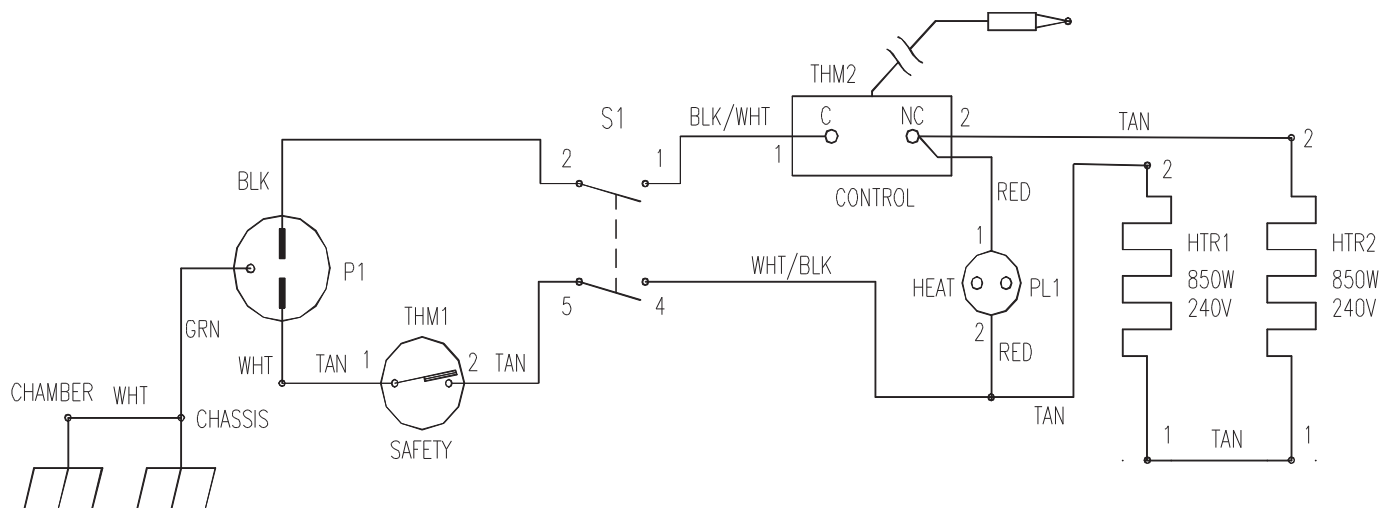 THM2
S1
BLK/WHT
C
NC
2
TAN
2
1
2
1
2
BLK
CONTROL
RED
P1
1
HTR1
HTR2
WHT/BLK
HEAT
PL1
850W
850W
5
4
240V
240V
GRN
THM1
2
WHT
TAN
1
2
TAN
RED
CHAMBER
WHT
CHASSIS
TAN
SAFETY
1
TAN
1